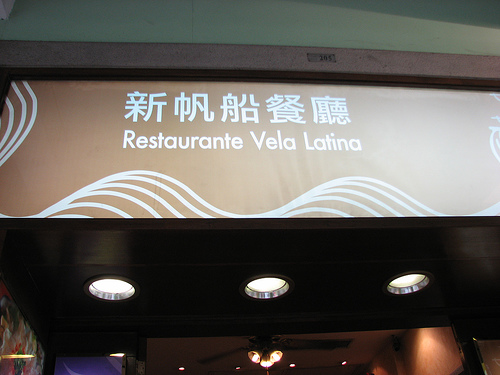 新帆船餐廳
Restaurante Vela Latina